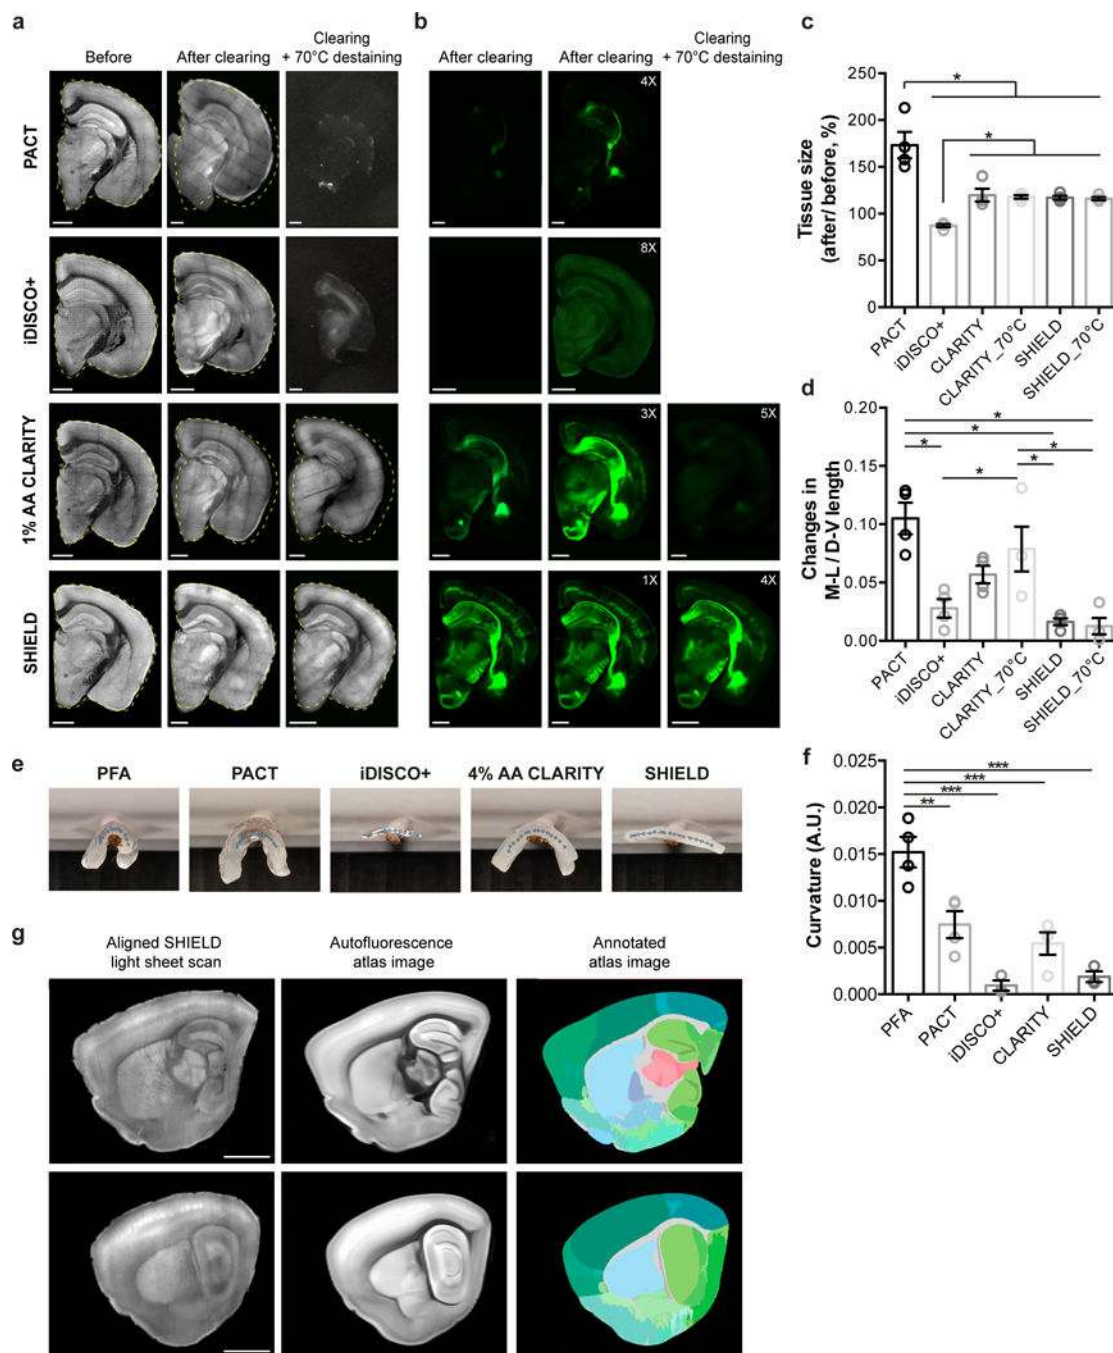 a
Before
After clearing
Clearing
+ 70°C destaining
PACT
iDISCO+
1% AA CLARITY
SHIELD
b
After clearing
After clearing
Clearing
+ 70°C destaining
4X
8X
3X
5X
1X
4X
c
Tissue size
(after/ before, %)
250
200
150
100
50
0
*
*
PACT
iDISCO+
CLARITY
CLARITY_70°C
SHIELD
SHIELD_70°C
d
Changes in
M-L / D-V length
0.20
0.15
0.10
0.05
0.00
*
*
*
*
*
*
PACT
iDISCO+
CLARITY
CLARITY_70°C
SHIELD
SHIELD_70°C
e
PFA
PACT
iDISCO+
4% AA CLARITY
SHIELD
f
Curvature (A.U.)
0.025
0.020
0.015
0.010
0.005
0.000
***
***
***
**
PFA
PACT
iDISCO+
CLARITY
SHIELD
g
Aligned SHIELD
light sheet scan
Autofluorescence
atlas image
Annotated
atlas image